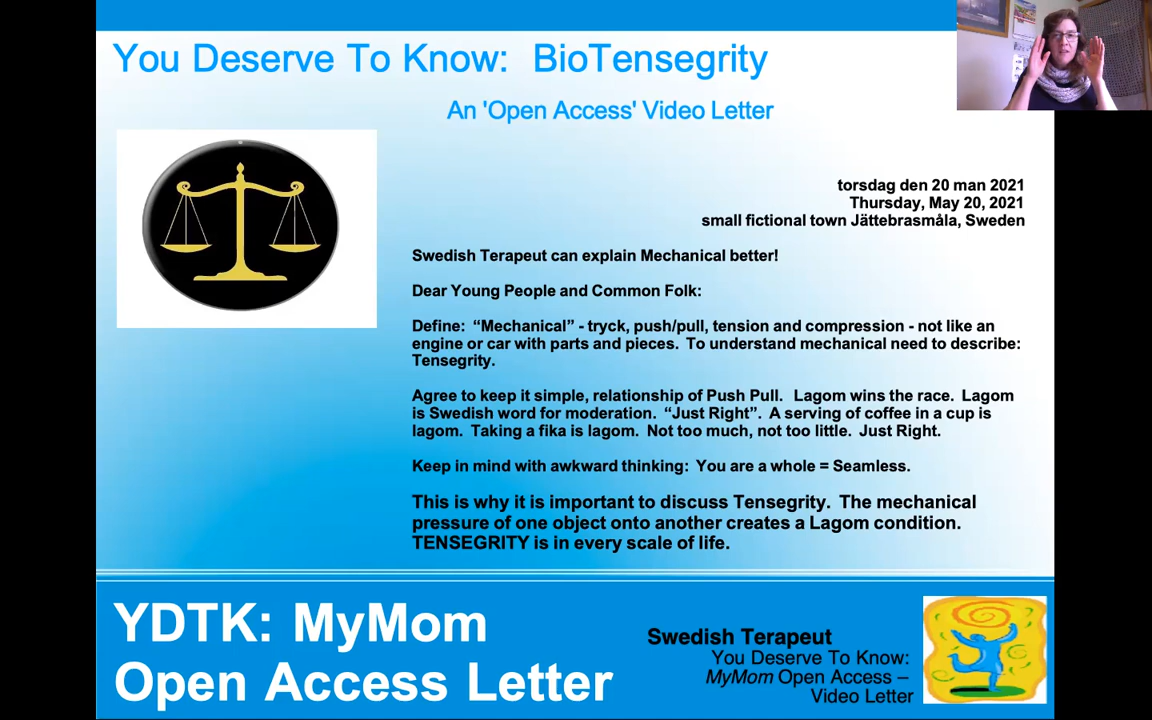 You Deserve To Know:  BioTensegrity
An 'Open Access' Video Letter
torsdag den 20 man 2021
Thursday, May 20, 2021
small fictional town Jättebrasmåla, Sweden
Swedish Terapeut can explain Mechanical better!
Dear Young People and Common Folk:
Define:  “Mechanical” - tryck, push/pull, tension and compression - not like an
engine or car with parts and pieces.  To understand mechanical need to describe:
Tensegrity.
Agree to keep it simple, relationship of Push Pull.   Lagom wins the race.  Lagom
is Swedish word for moderation.  “Just Right”.  A serving of coffee in a cup is
lagom.  Taking a fika is lagom.  Not too much, not too little.  Just Right.
Keep in mind with awkward thinking:  You are a whole = Seamless.
This is why it is important to discuss Tensegrity.  The mechanical
pressure of one object onto another creates a Lagom condition.
TENSEGRITY is in every scale of life.
YDTK: MyMom
Open Access Letter
Swedish Terapeut
You Deserve To Know:
MyMom Open Access –
Video Letter